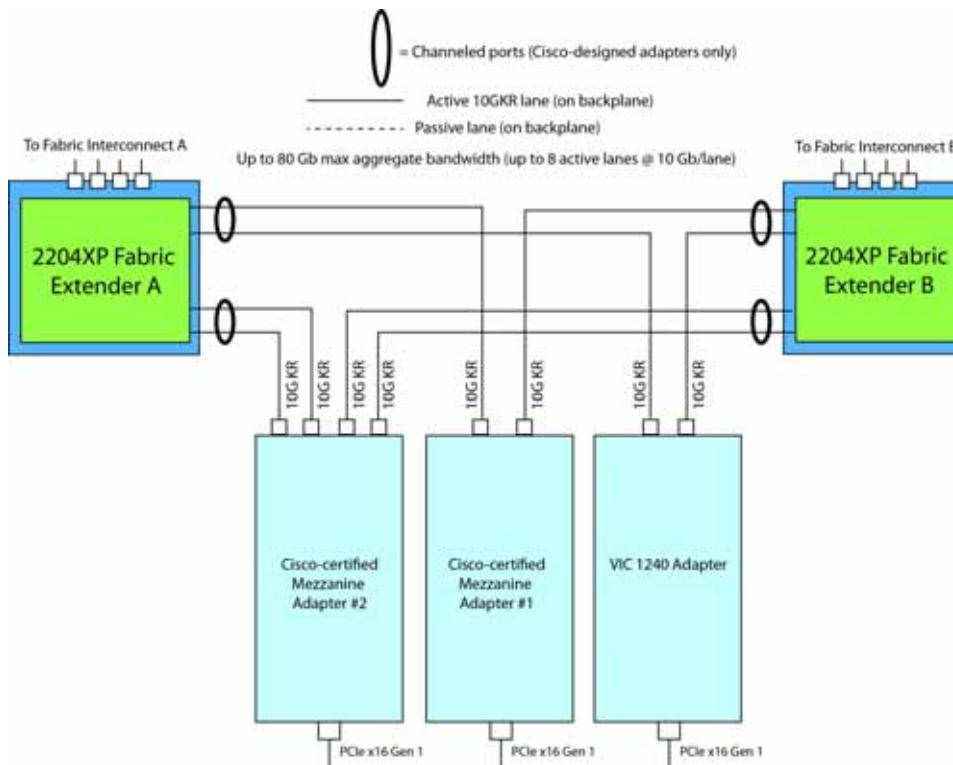 = Channeled ports (Cisco-designed adapters only)
Active 10GKR lane (on backplane)
Passive lane (on backplane)
Up to 80 Gb max aggregate bandwidth (up to 8 active lanes @ 10 Gb/lane)
To Fabric Interconnect A
To Fabric Interconnect B
2204XP Fabric
Extender A
2204XP Fabric
Extender B
10G KR
10G KR
10G KR
10G KR
10G KR
10G KR
10G KR
10G KR
Cisco-certified
Mezzanine
Adapter #2
Cisco-certified
Mezzanine
Adapter #1
VIC 1240 Adapter
PCIe x16 Gen 1
PCIe x16 Gen 1
PCIe x16 Gen 1